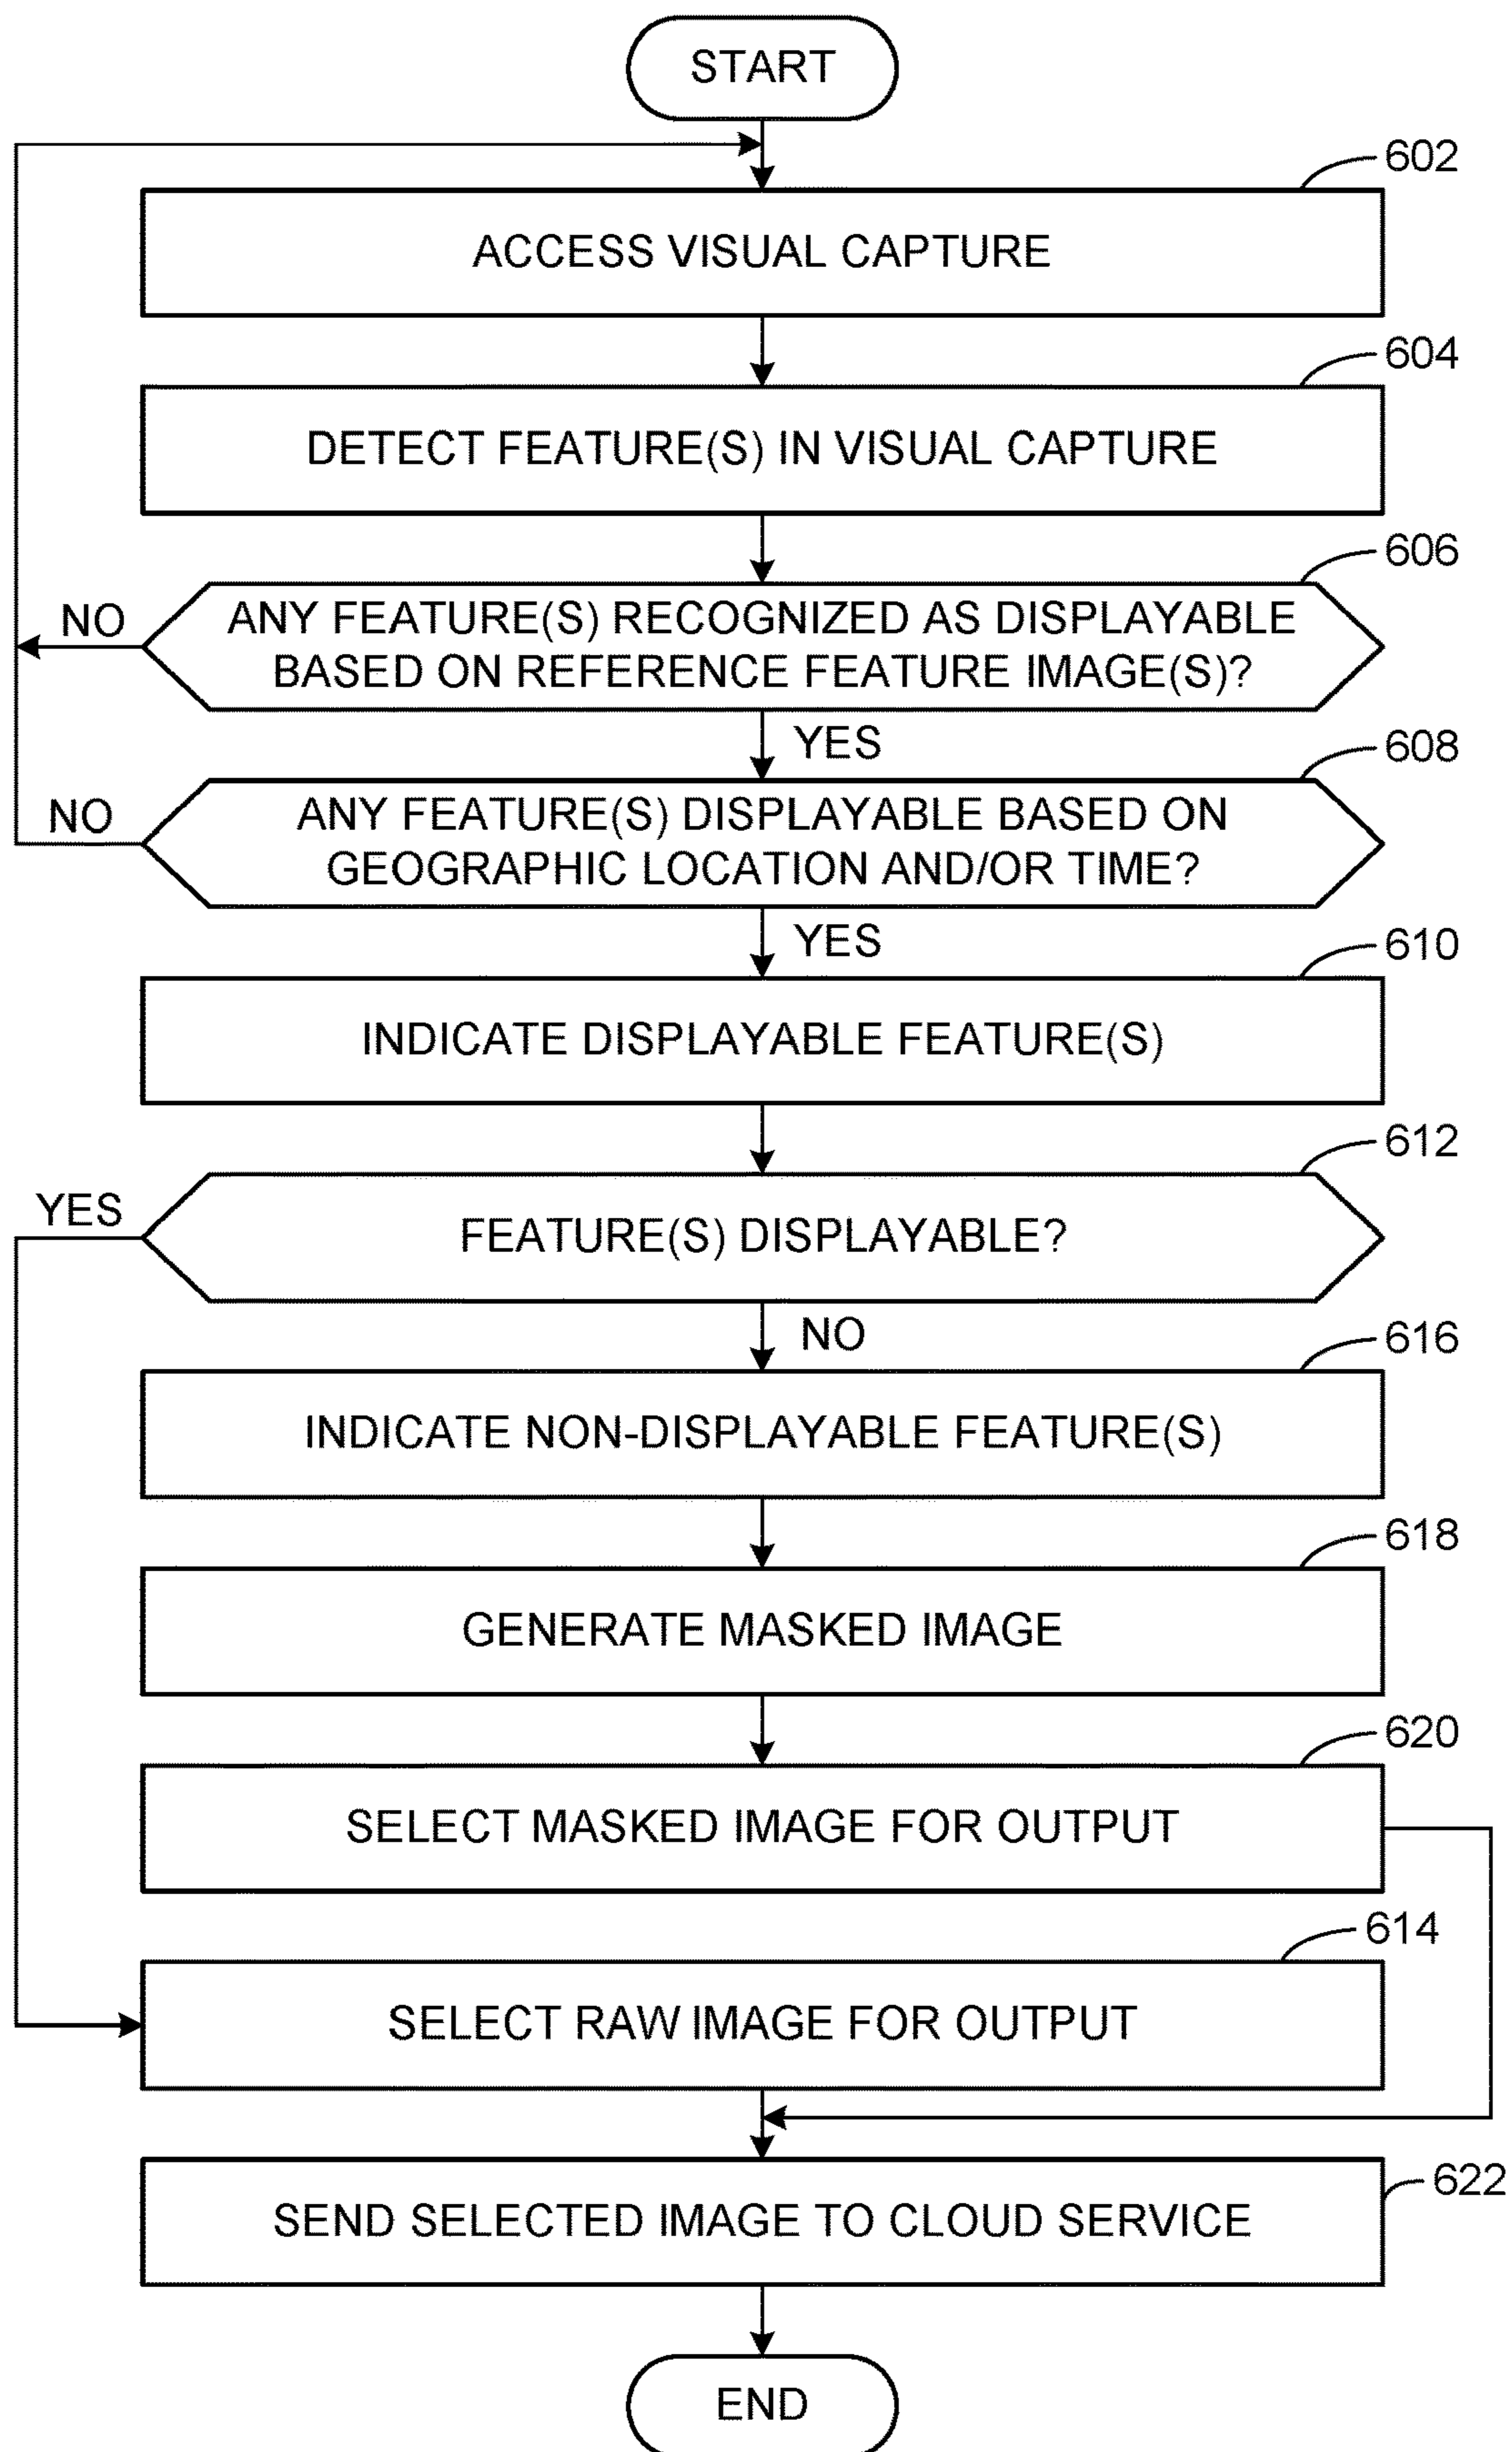 START
602
ACCESS VISUAL CAPTURE
604
DETECT FEATURE(S) IN VISUAL CAPTURE
606
NO
ANY FEATURE(S) RECOGNIZED AS DISPLAYABLE
BASED ON REFERENCE FEATURE IMAGE(S)?
YES
608
NO
ANY FEATURE(S) DISPLAYABLE BASED ON
GEOGRAPHIC LOCATION AND/OR TIME?
YES
610
INDICATE DISPLAYABLE FEATURE(S)
612
YES
FEATURE(S) DISPLAYABLE?
NO
616
INDICATE NON-DISPLAYABLE FEATURE(S)
618
GENERATE MASKED IMAGE
620
SELECT MASKED IMAGE FOR OUTPUT
614
SELECT RAW IMAGE FOR OUTPUT
622
SEND SELECTED IMAGE TO CLOUD SERVICE
END